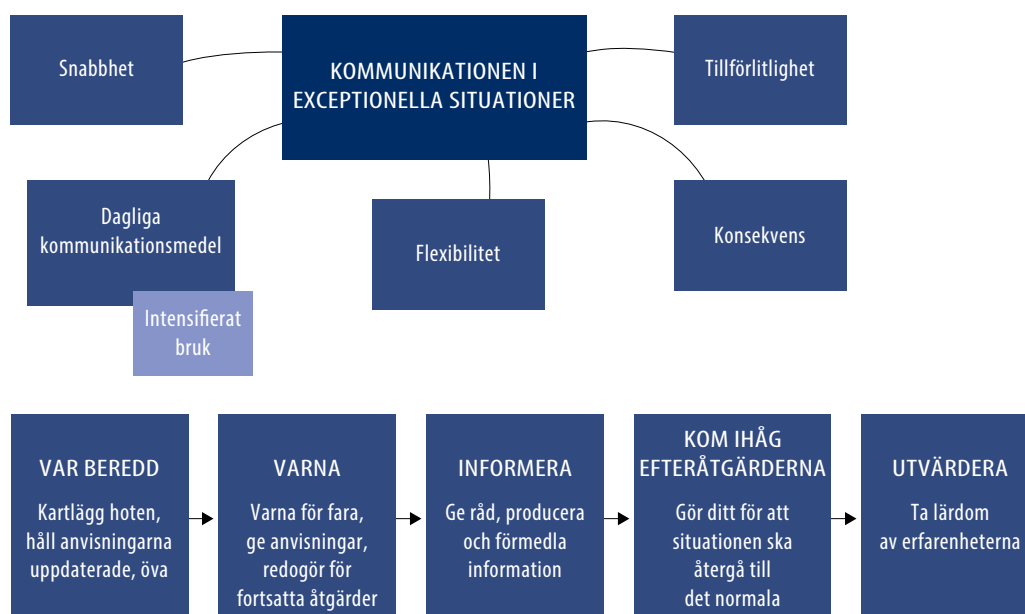 Snabbhet
KOMMUNIKATIONEN I
EXCEPTIONELLA SITUATIONER
Tillförlitlighet
Dagliga
kommunikationsmedel
Intensifierat
bruk
Flexibilitet
Konsekvens
VAR BEREDD
Kartlägg hoten,
håll anvisningarna
uppdaterade, öva
VARNA
Varna för fara,
ge anvisningar,
redogör för
fortsatta åtgärder
INFORMERA
Ge råd, producera
och förmedla
information
KOM IHÅG
EFTERÅTGÄRDERNA
Gör ditt för att
situationen ska
återgå till
det normala
UTVÄRDERA
Ta lärdom
av erfarenheterna